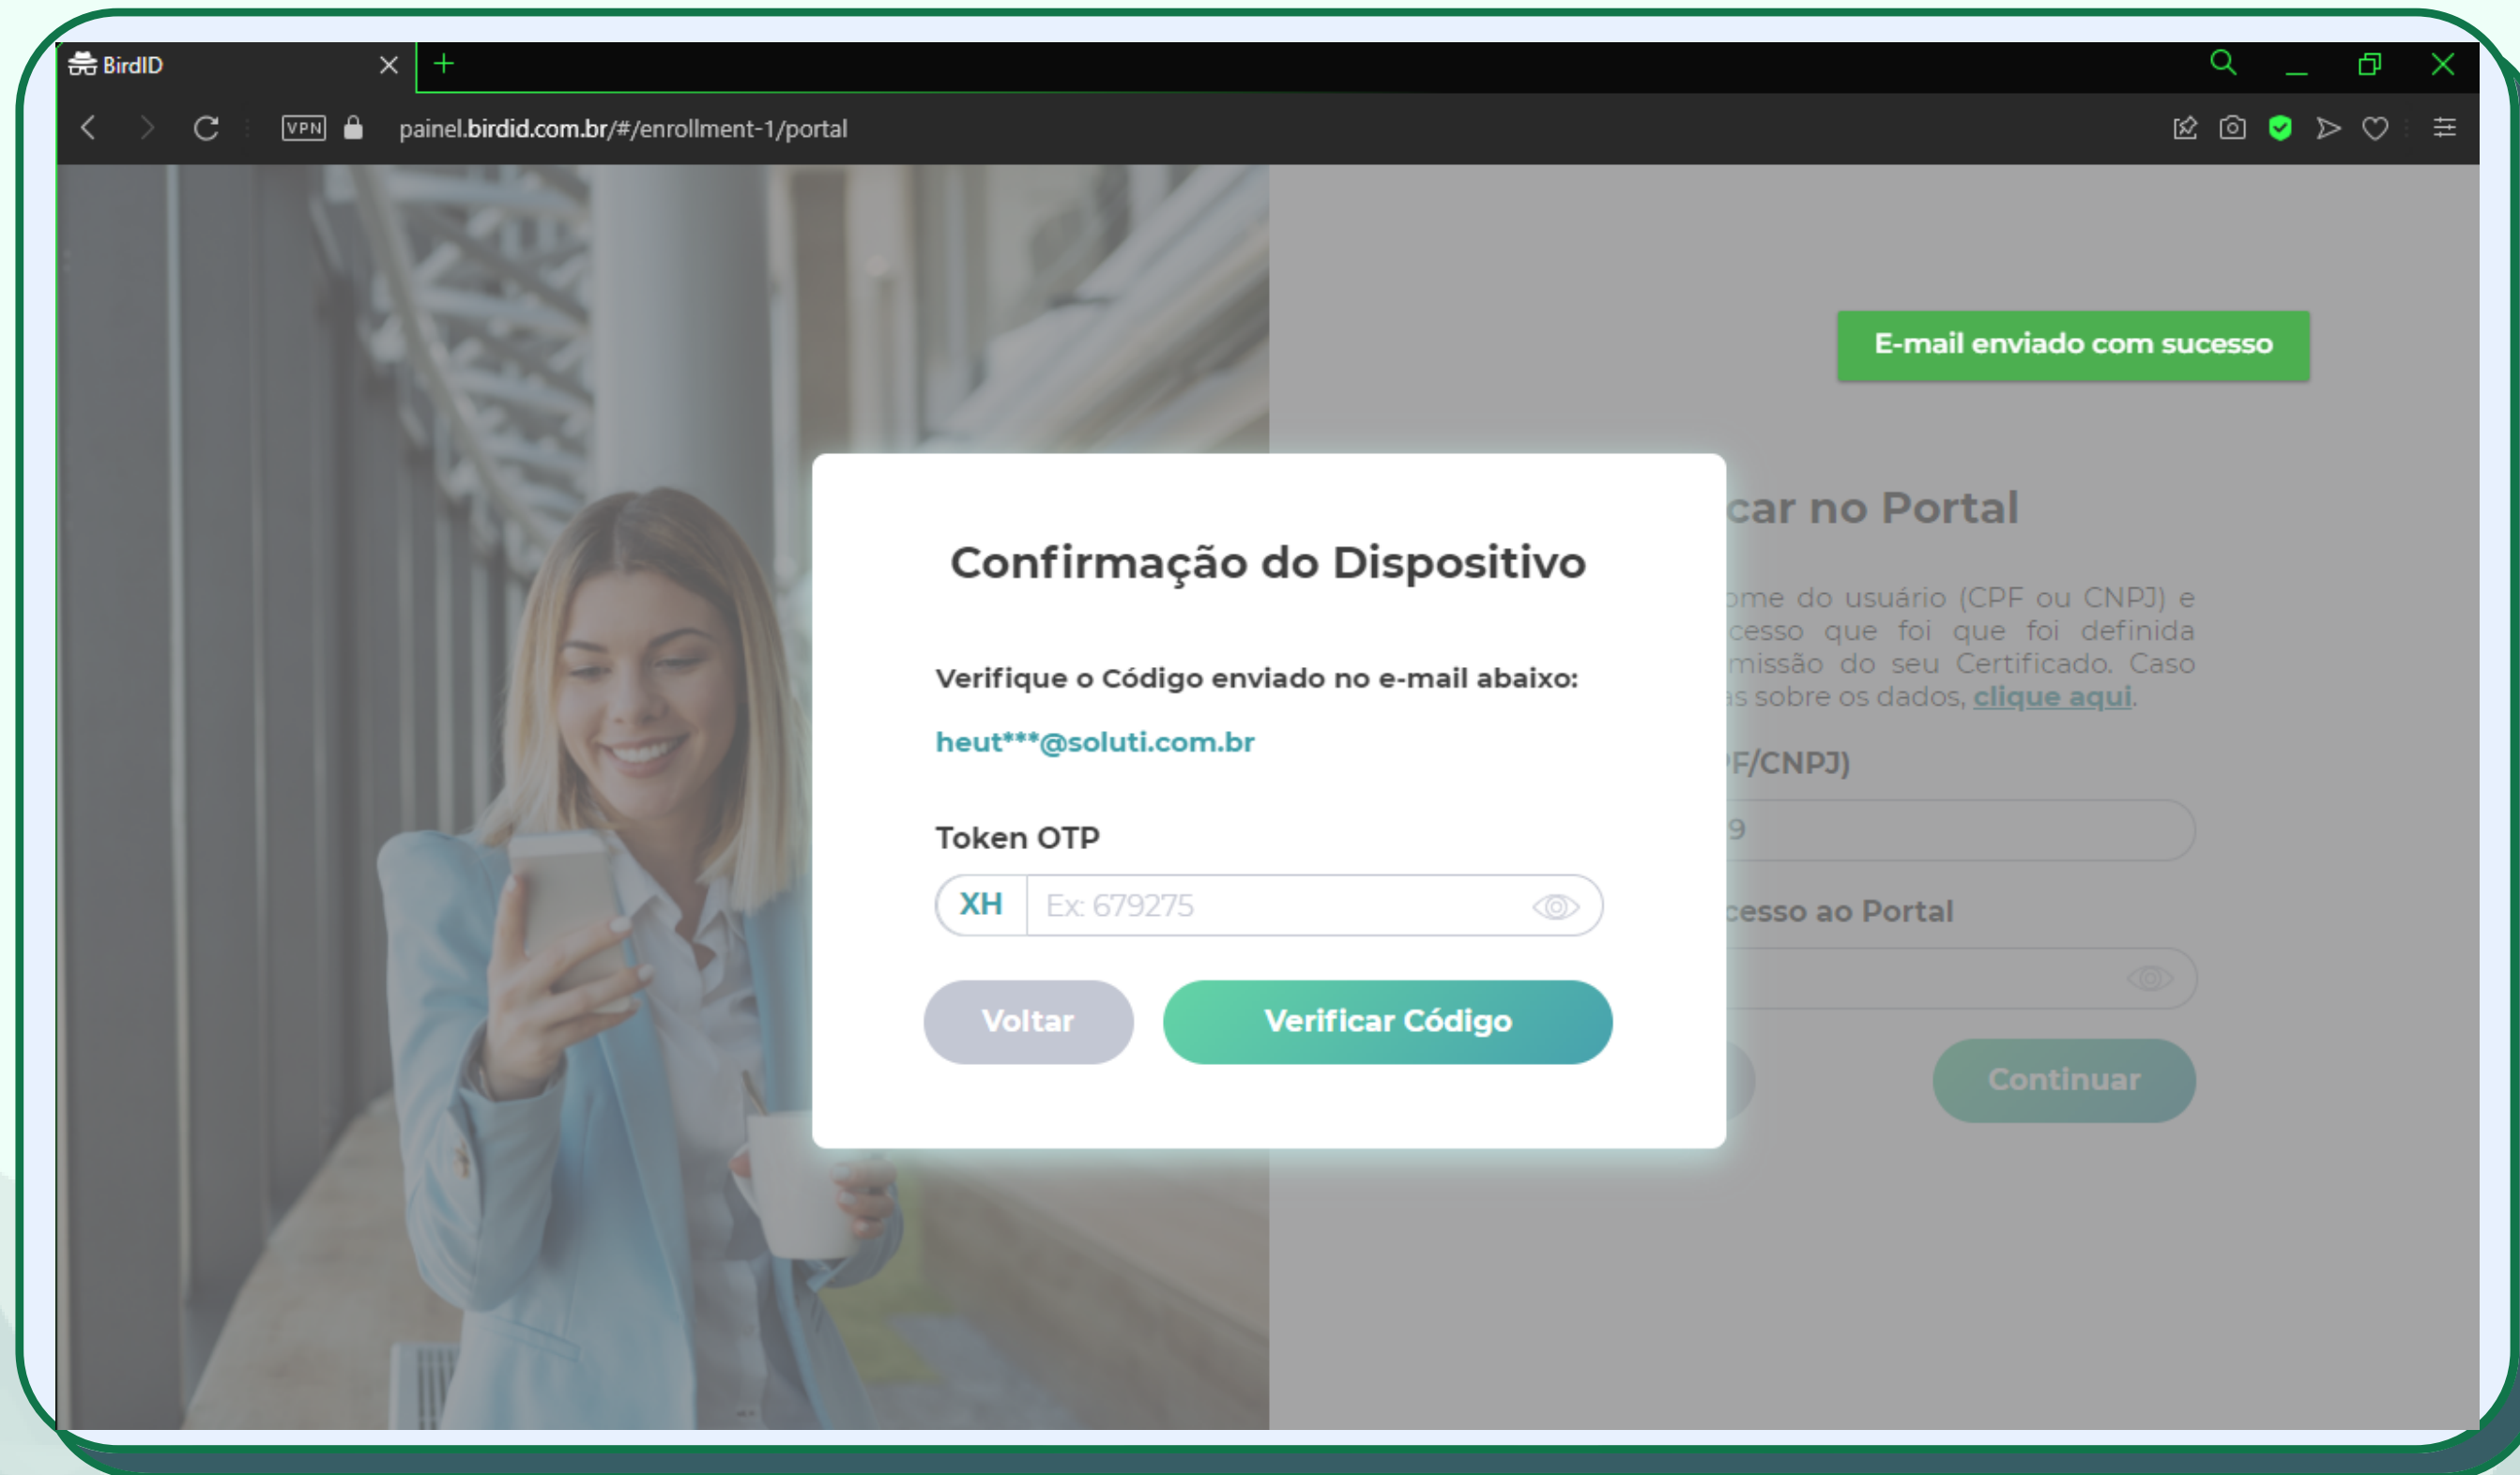 BirdID
VPN
painel.birdid.com.br/#/enrollment-1/portal
E-mail enviado com sucesso
car no Portal
ome do usuário (CPF ou CNPJ) e
cesso que foi que foi definida
missão do seu Certificado. Caso
as sobre os dados, clique aqui.
PF/CNPJ)
9
cesso ao Portal
Continuar
Confirmação do Dispositivo
Verifique o Código enviado no e-mail abaixo:
heut***@soluti.com.br
Token OTP
XH
Ex: 679275
Voltar
Verificar Código